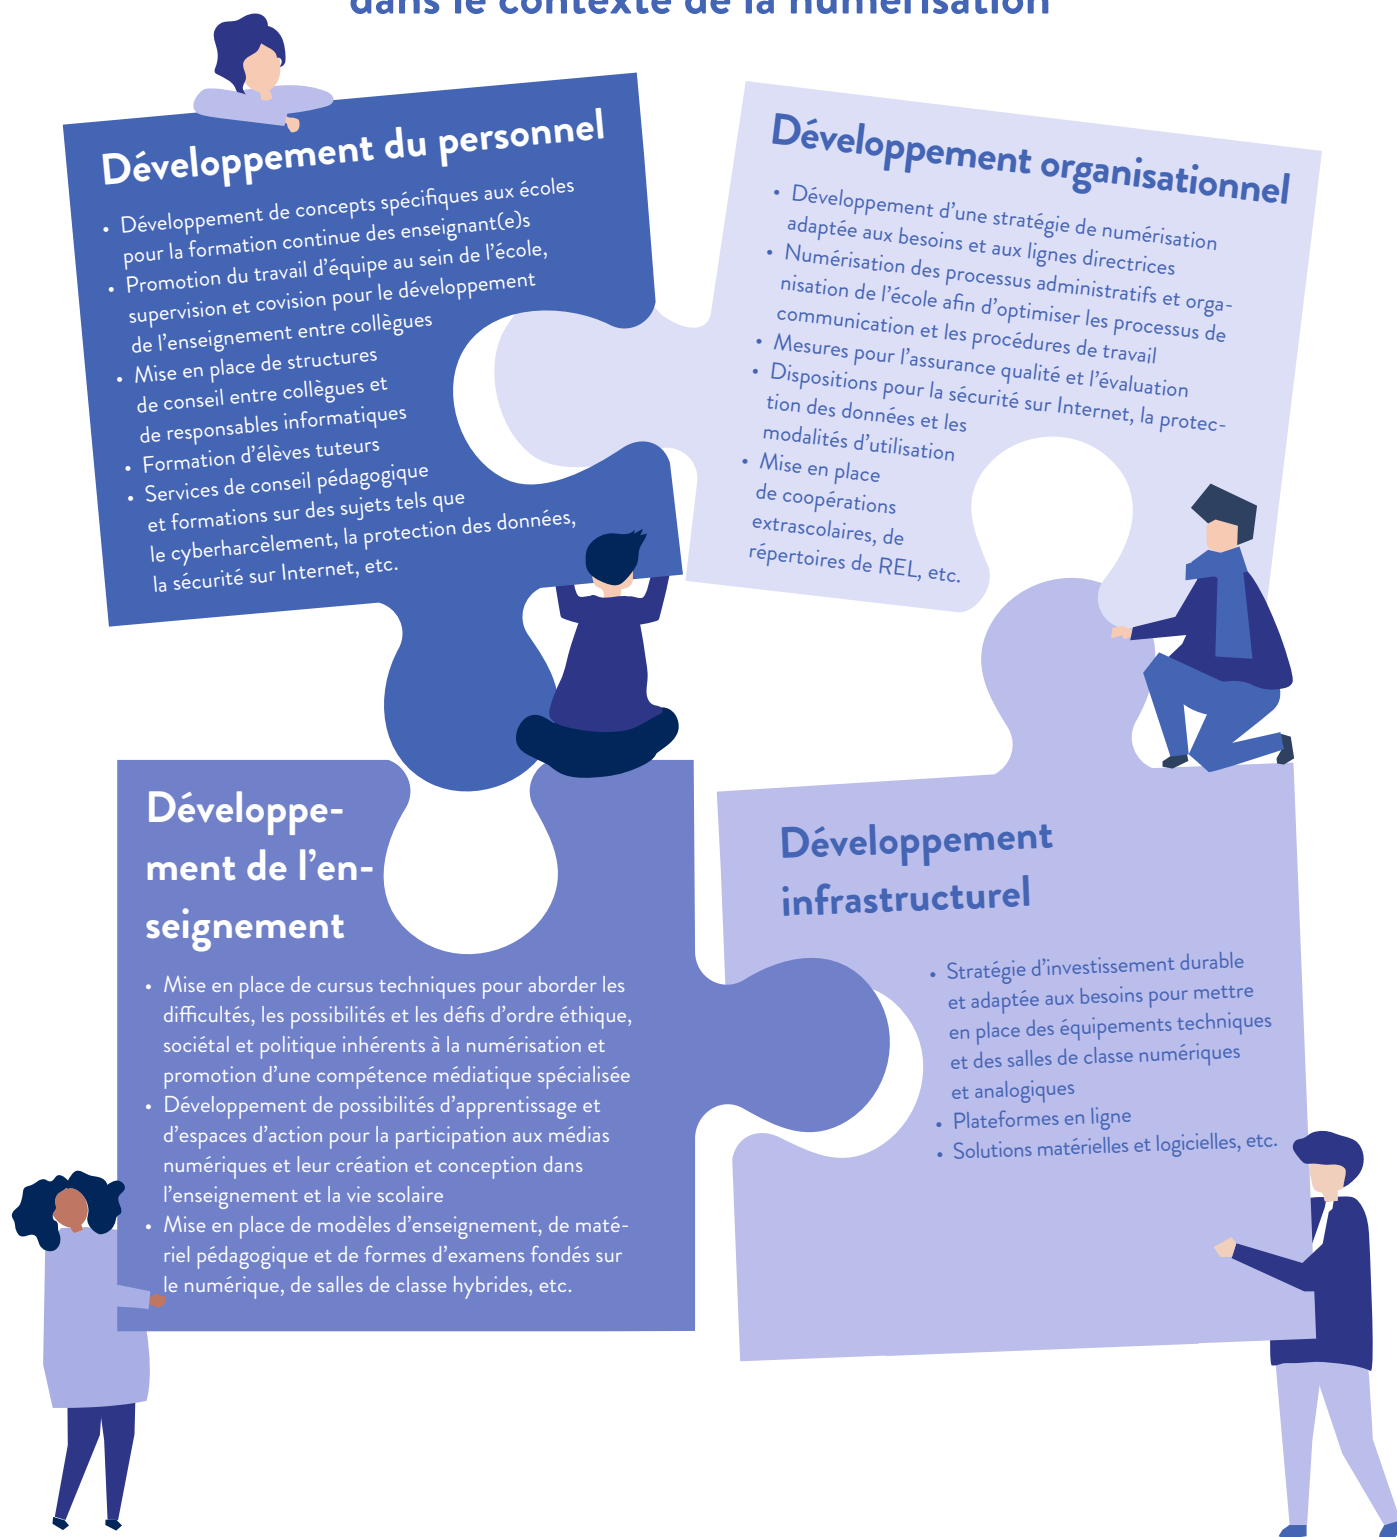 dans le contexte de la numérisation
Développement du personnel
• Développement de concepts spécifiques aux écoles
pour la formation continue des enseignant(e)s
• Promotion du travail d'équipe au sein de l'école,
supervision et covision pour le développement
de l'enseignement entre collègues
• Mise en place de structures
de conseil entre collègues et
de responsables informatiques
• Formation d'élèves tuteurs
• Services de conseil pédagogique
et formations sur des sujets tels que
le cyberharcèlement, la protection des données,
la sécurité sur Internet, etc.
Développement organisationnel
• Développement d'une stratégie de numérisation
adaptée aux besoins et aux lignes directrices
• Numérisation des processus administratifs et orga-
nisation de l'école afin d'optimiser les processus de
communication et les procédures de travail
• Mesures pour l'assurance qualité et l'évaluation
• Dispositions pour la sécurité sur Internet, la protec-
tion des données et les
modalités d'utilisation
• Mise en place
de coopérations
extrascolaires, de
répertoires de REL, etc.
Développe-
ment de l'en-
seignement
• Mise en place de cursus techniques pour aborder les
difficultés, les possibilités et les défis d'ordre éthique,
sociétal et politique inhérents à la numérisation et
promotion d'une compétence médiatique spécialisée
• Développement de possibilités d'apprentissage et
d'espaces d'action pour la participation aux médias
numériques et leur création et conception dans
l'enseignement et la vie scolaire
• Mise en place de modèles d'enseignement, de maté-
riel pédagogique et de formes d'examens fondés sur
le numérique, de salles de classe hybrides, etc.
Développement
infrastructurel
• Stratégie d'investissement durable
et adaptée aux besoins pour mettre
en place des équipements techniques
et des salles de classe numériques
et analogiques
• Plateformes en ligne
• Solutions matérielles et logicielles, etc.